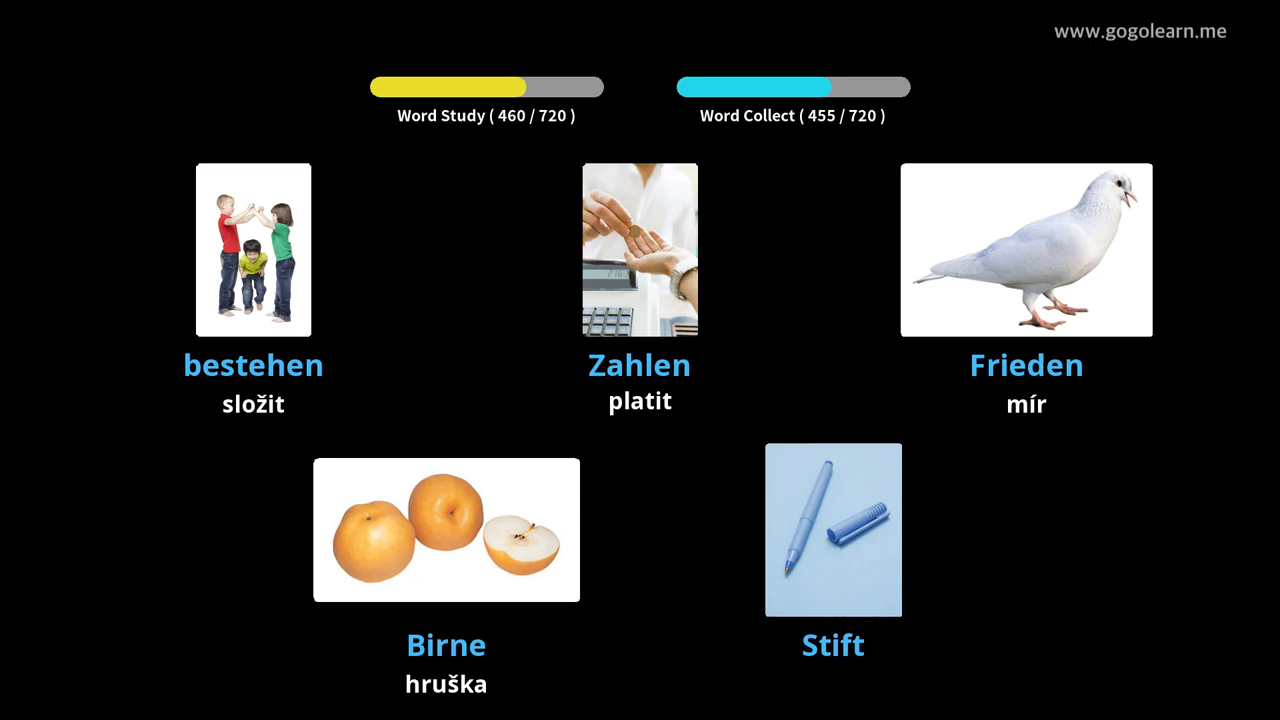 www.gogolearn.me
Word Study ( 460 / 720 )
Word Collect ( 455 / 720 )
bestehen
složit
Zahlen
platit
Frieden
mír
Birne
hruška
Stift